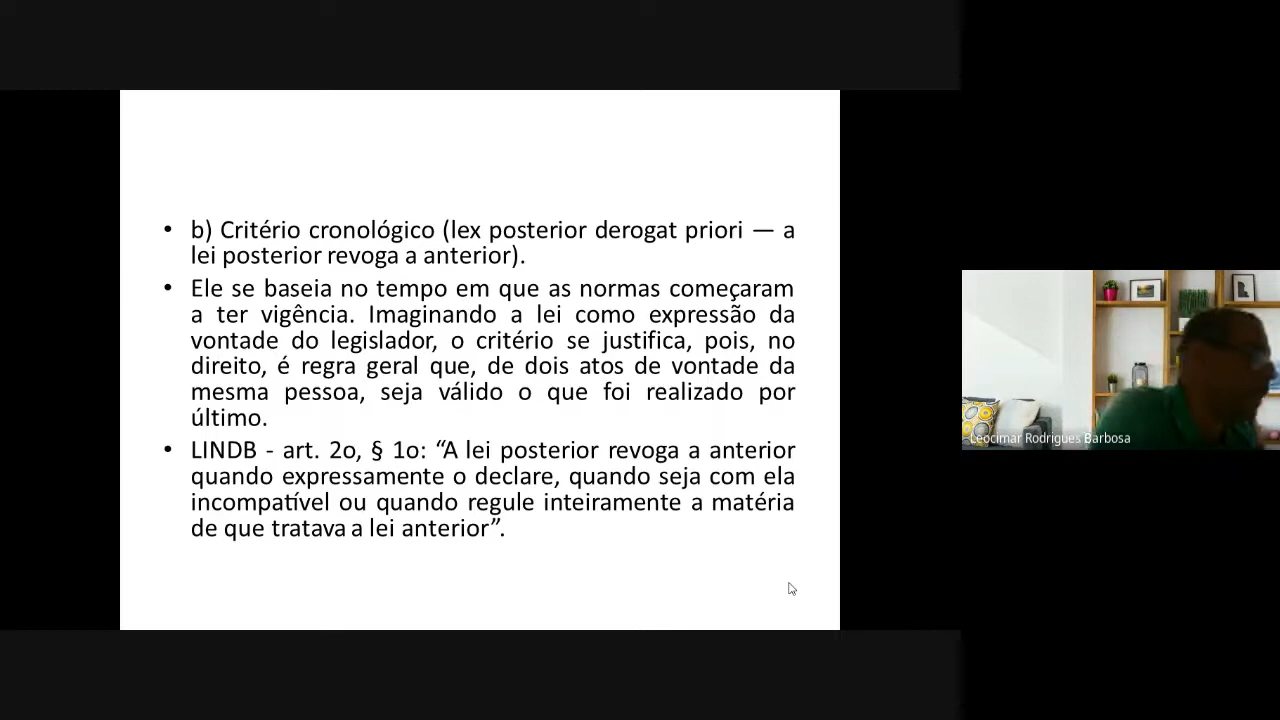 • b) Critério cronológico (lex posterior derogat priori — a
lei posterior revoga a anterior).
• Ele se baseia no tempo em que as normas começaram
a ter vigência. Imaginando a lei como expressão da
vontade do legislador, o critério se justifica, pois, no
direito, é regra geral que, de dois atos de vontade da
mesma pessoa, seja válido o que foi realizado por
último.
• LINDB - art. 2o, § 1o: “A lei posterior revoga a anterior
quando expressamente o declare, quando seja com ela
incompatível ou quando regule inteiramente a matéria
de que tratava a lei anterior”.
Leocimar Rodrigues Barbosa